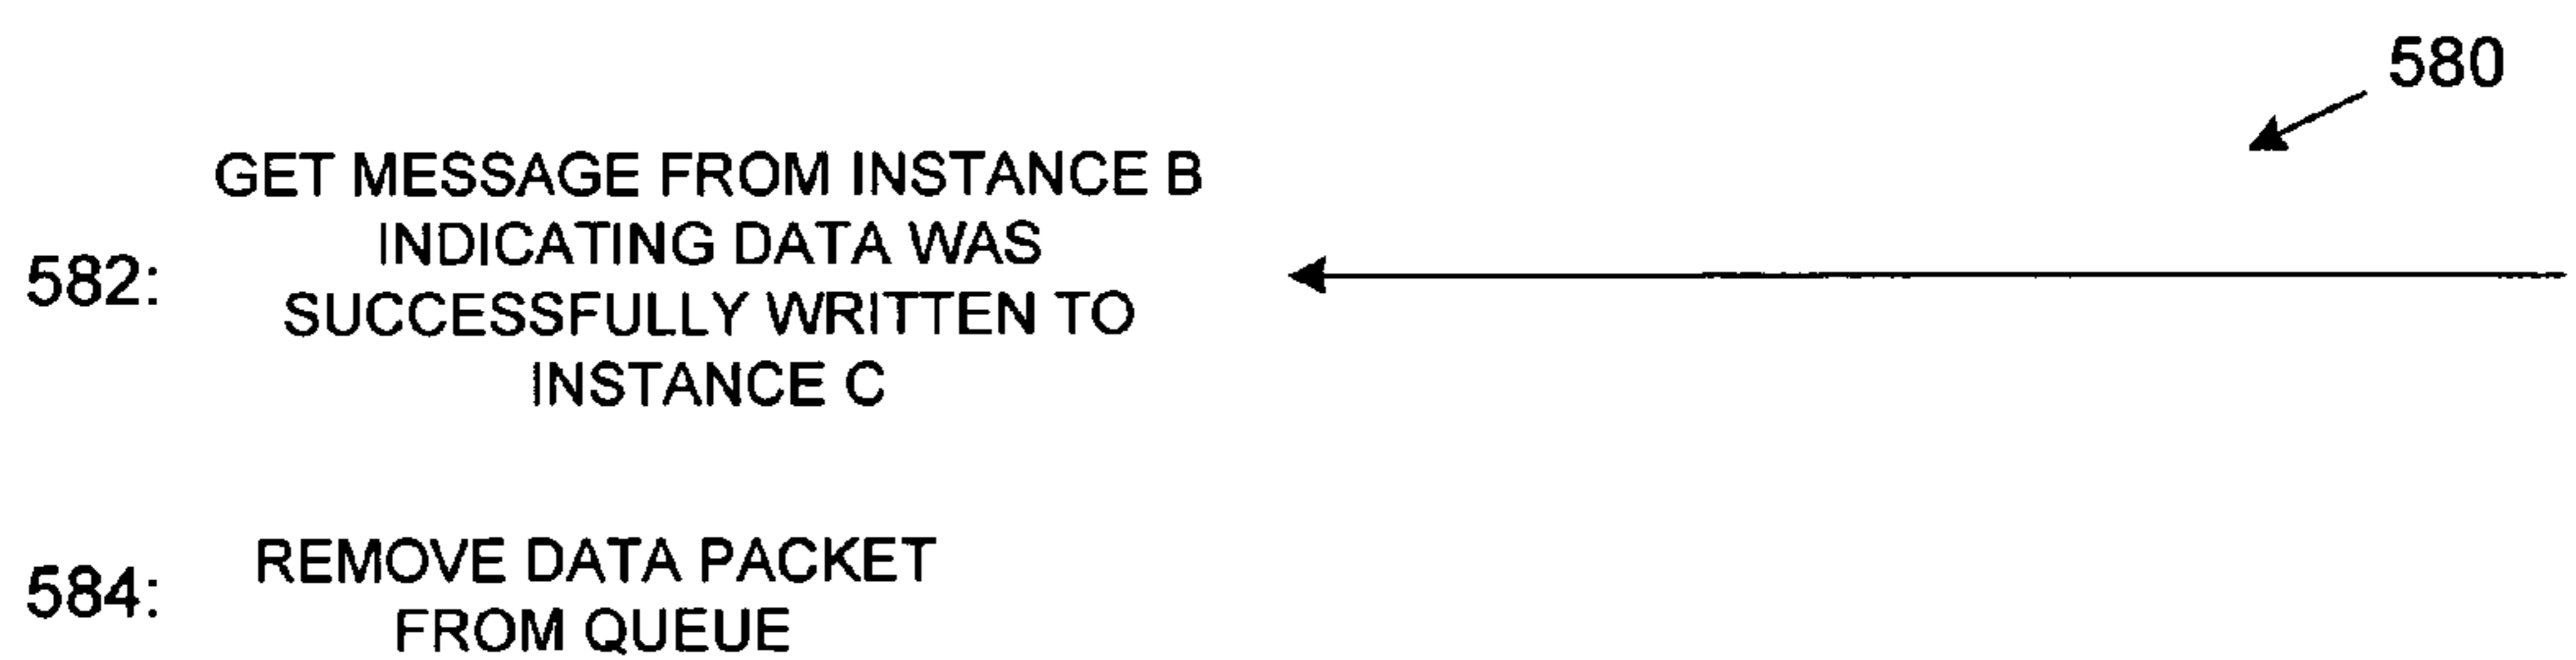 580
GET MESSAGE FROM INSTANCE B
INDICATING DATA WAS
582:
SUCCESSFULLY WRITTEN TO
INSTANCE C
REMOVE DATA PACKET
584:
FROM QUEUE